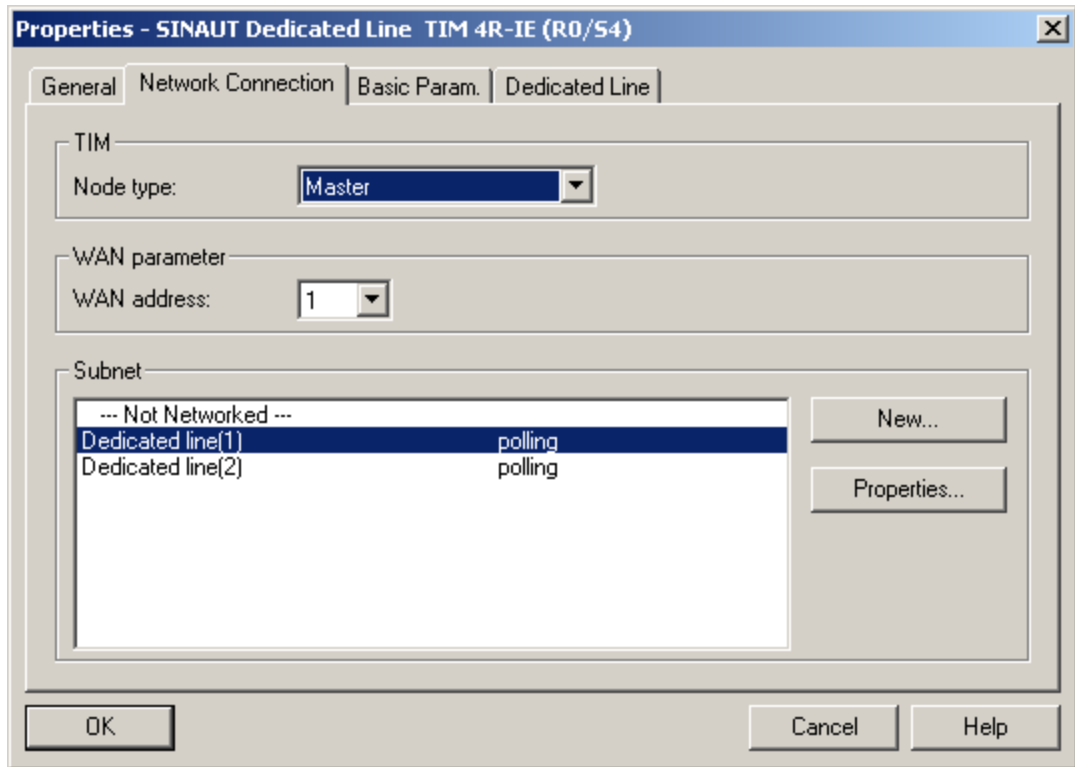 Properties - SINAUT Dedicated Line TIM 4R-IE (R0/S4)
General Network Connection Basic Param. Dedicated Line
TIM
Node type: Master
WAN parameter
WAN address: 1
Subnet
--- Not Networked ---
New...
Dedicated line(1) polling
Dedicated line(2) polling
Properties...
OK Cancel Help